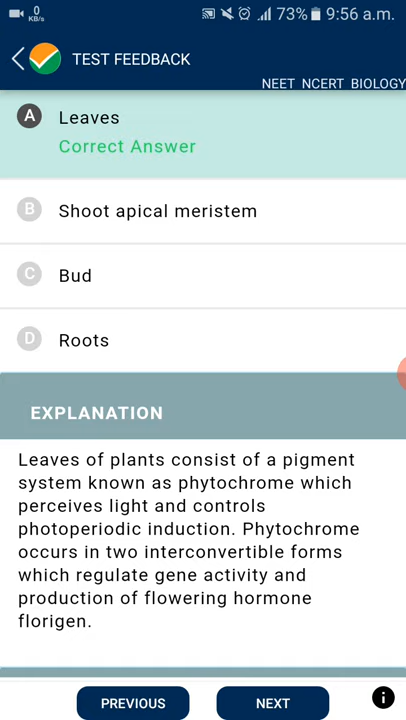 0
KB/s
73% 9:56 a.m.
TEST FEEDBACK
NEET NCERT BIOLOGY
A Leaves
Correct Answer
B Shoot apical meristem
C Bud
D Roots
EXPLANATION
Leaves of plants consist of a pigment
system known as phytochrome which
perceives light and controls
photoperiodic induction. Phytochrome
occurs in two interconvertible forms
which regulate gene activity and
production of flowering hormone
florigen.
PREVIOUS
NEXT
i